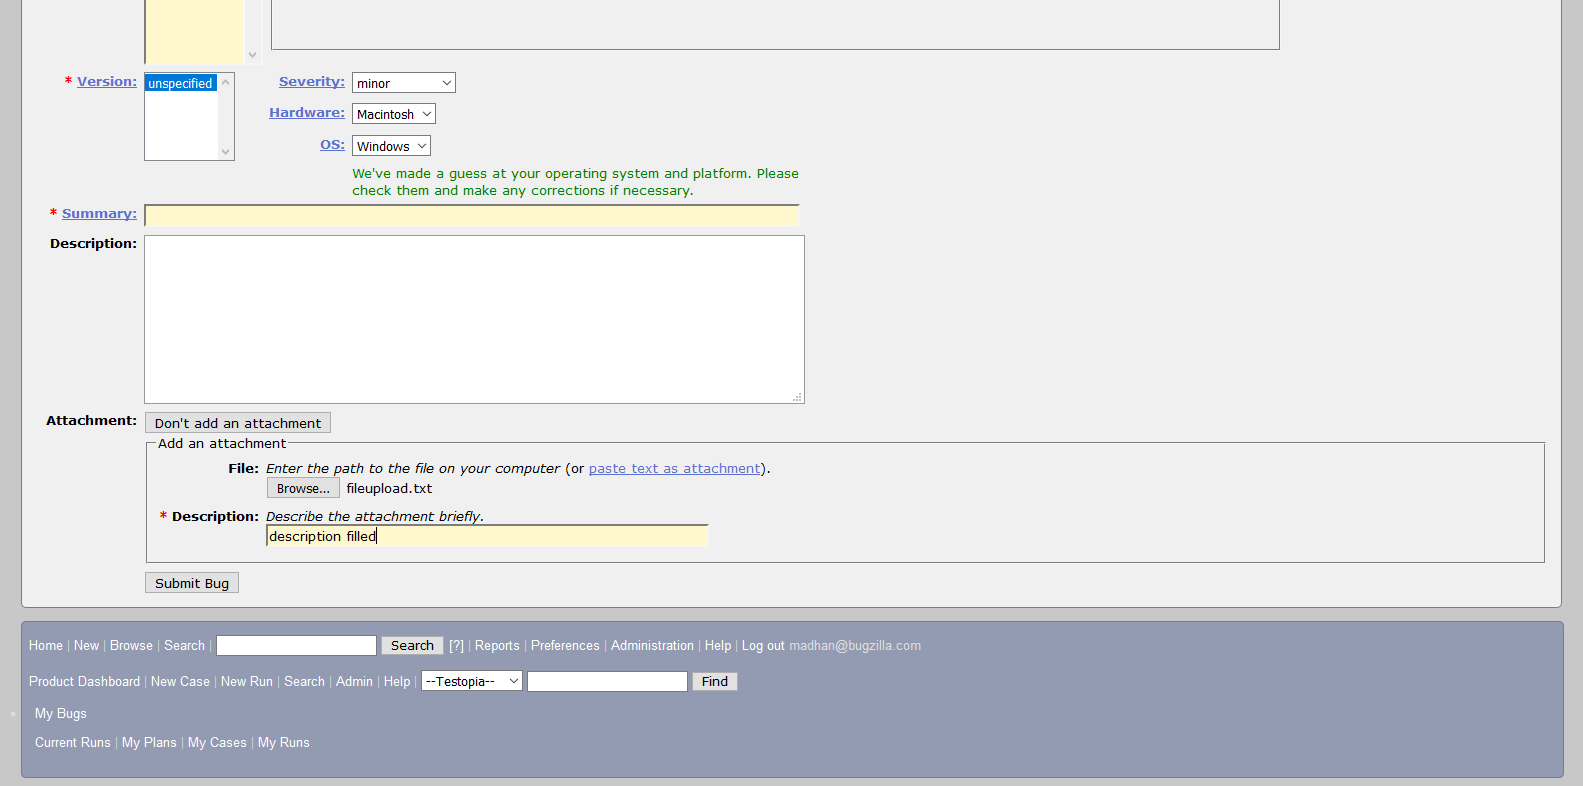 * Version: unspecified Severity: minor
Hardware: Macintosh
OS: Windows
We've made a guess at your operating system and platform. Please
check them and make any corrections if necessary.
* Summary:
Description:
Attachment: Don't add an attachment
Add an attachment
File: Enter the path to the file on your computer (or paste text as attachment).
Browse... fileupload.txt
* Description: Describe the attachment briefly.
description filled
Submit Bug
Home | New | Browse | Search | Search [?] | Reports | Preferences | Administration | Help | Log out madhan@bugzilla.com
Product Dashboard | New Case | New Run | Search | Admin | Help | --Testopia-- Find
My Bugs
Current Runs | My Plans | My Cases | My Runs